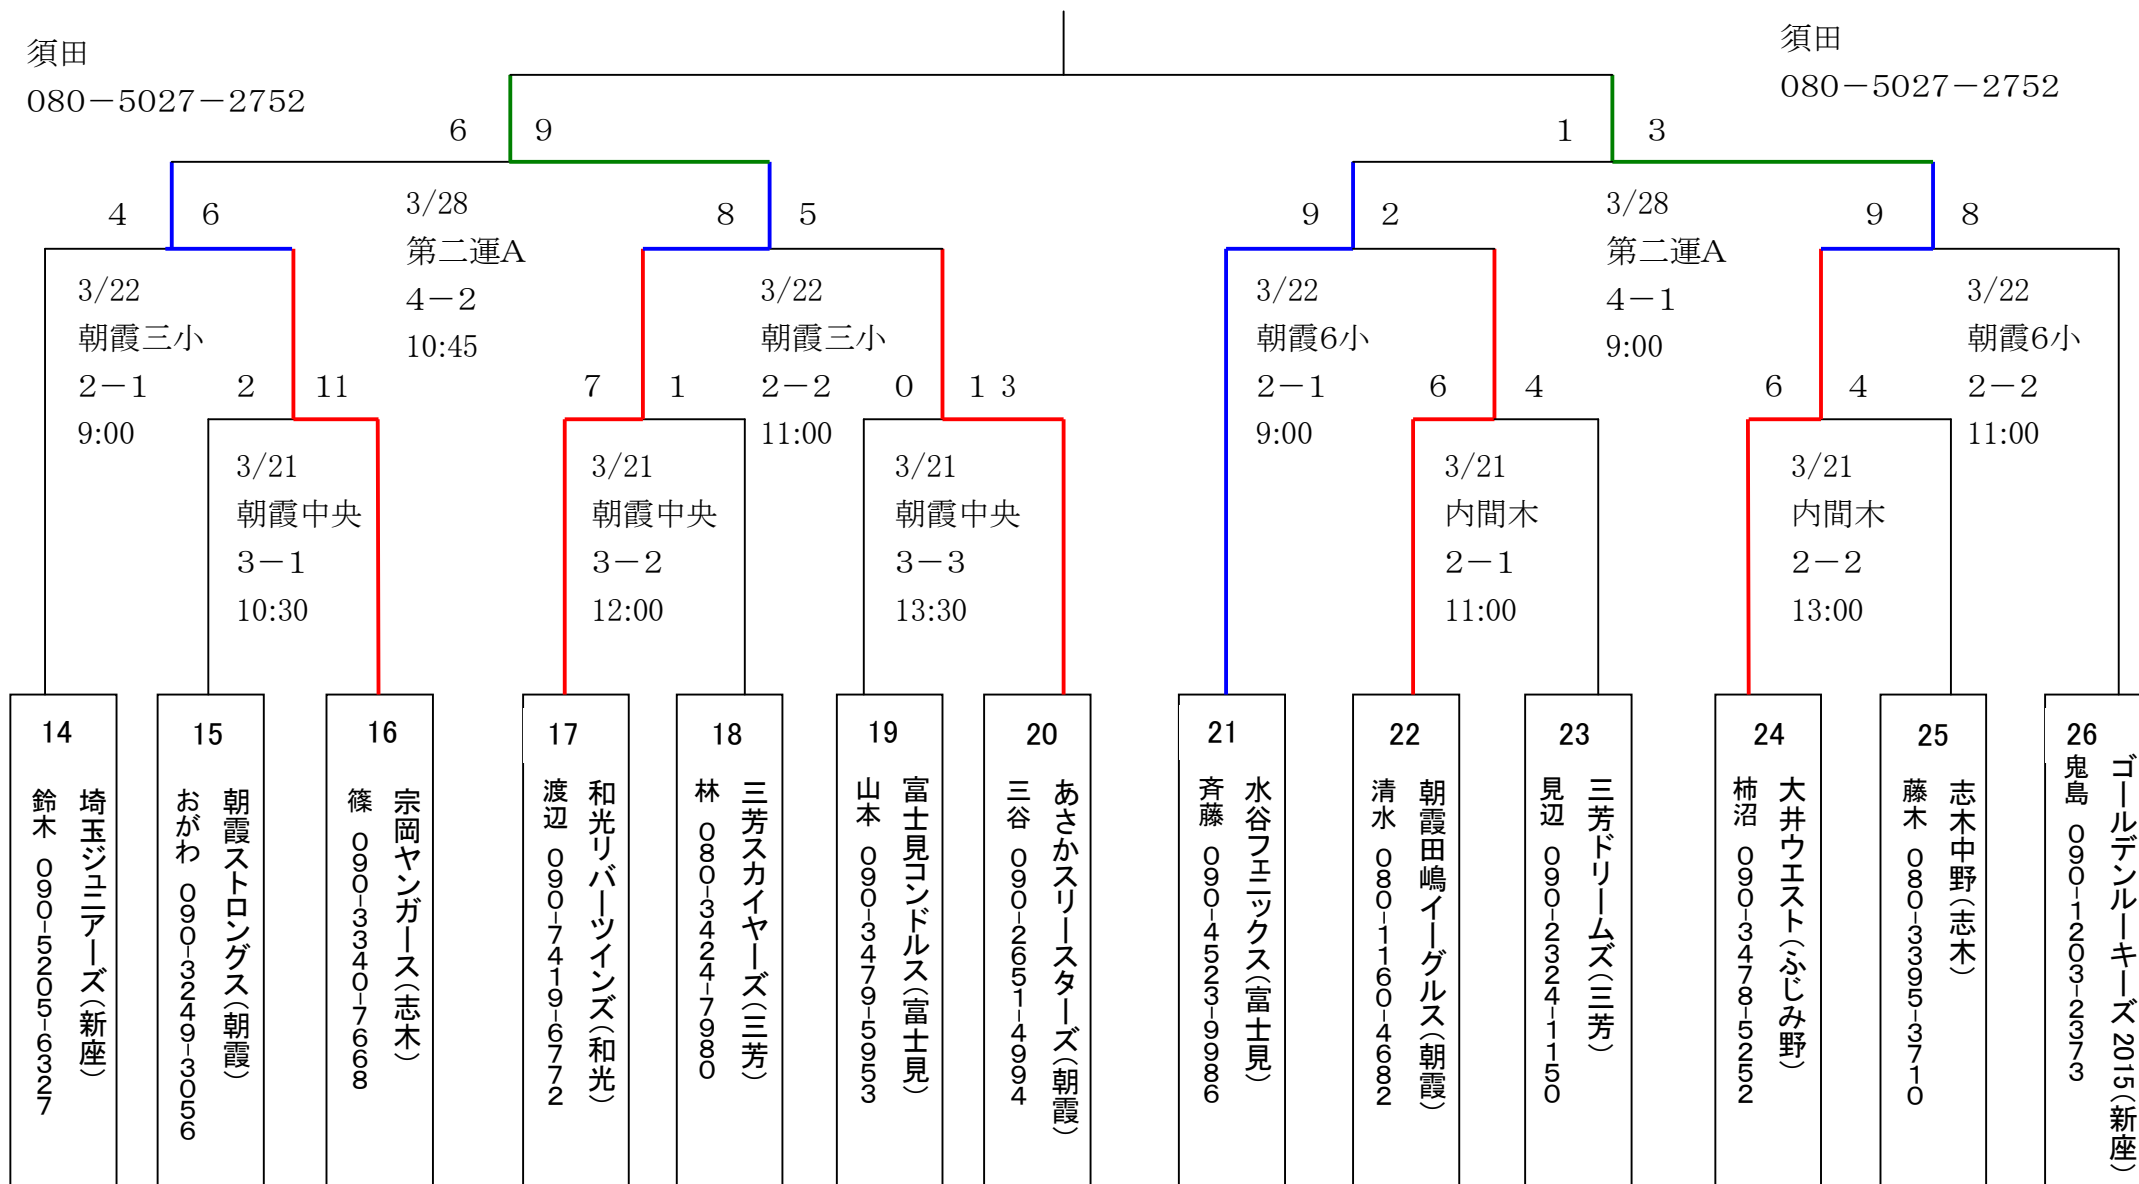 須田
080－5027－2752
須田
080－5027－2752
6 9
1 3
4 6
3/28
第二運A
4－2
10:45
8 5
9 2
3/28
第二運A
4－1
9:00
9 8
3/22
朝霞三小
2－1
9:00
3/22
朝霞三小
2－2
11:00
3/22
朝霞6小
2－1
9:00
3/22
朝霞6小
2－2
11:00
2 11
7 1
0 1 3
6 4
6 4
3/21
朝霞中央
3－1
10:30
3/21
朝霞中央
3－2
12:00
3/21
朝霞中央
3－3
13:30
3/21
内間木
2－1
11:00
3/21
内間木
2－2
13:00
14
埼玉ジュニアーズ（新座）
鈴木 090-5205-6327
15
朝霞ストロングス（朝霞）
おがわ 090-3249-3056
16
宗岡ヤンガース（志木）
篠 090-3340-7668
17
和光リバーツインズ（和光）
渡辺 090-7419-6772
18
三芳スカイヤーズ（三芳）
林 080-3424-7980
19
富士見コンドルス（富士見）
山本 090-3479-5953
20
あさかスリースターズ（朝霞）
三谷 090-2651-4994
21
水谷フェニックス（富士見）
斉藤 090-4523-9986
22
朝霞田嶋イーグルス（朝霞）
清水 080-1160-4682
23
三芳ドリームズ（三芳）
見辺 090-2324-1150
24
大井ウエスト（ふじみ野）
柿沼 090-3478-5252
25
志木中野（志木）
藤木 080-3395-3710
26
ゴールデンルーキーズ2015（新座）
鬼島 090-1203-2373